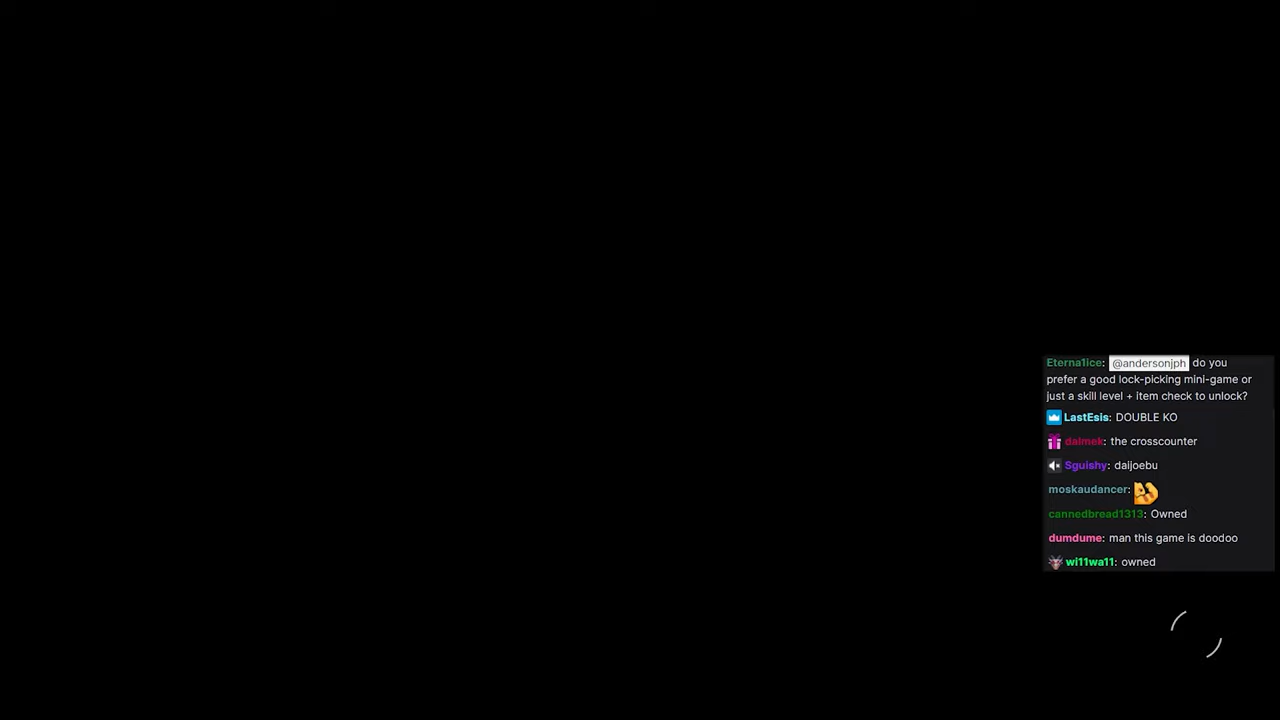 Eterna1ice: @andersonjph do you
prefer a good lock-picking mini-game or
just a skill level + item check to unlock?
LastEsis: DOUBLE KO
dalmek: the crosscounter
Sguishy: daijoebu
moskaudancer:
cannedbread1313: Owned
dumdume: man this game is doodoo
wi11wa11: owned